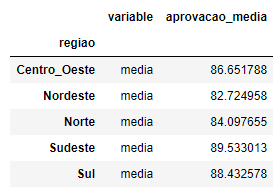 variable aprovacao_media
regiao
Centro_Oeste media 86.651788
Nordeste media 82.724958
Norte media 84.097655
Sudeste media 89.533013
Sul media 88.432578